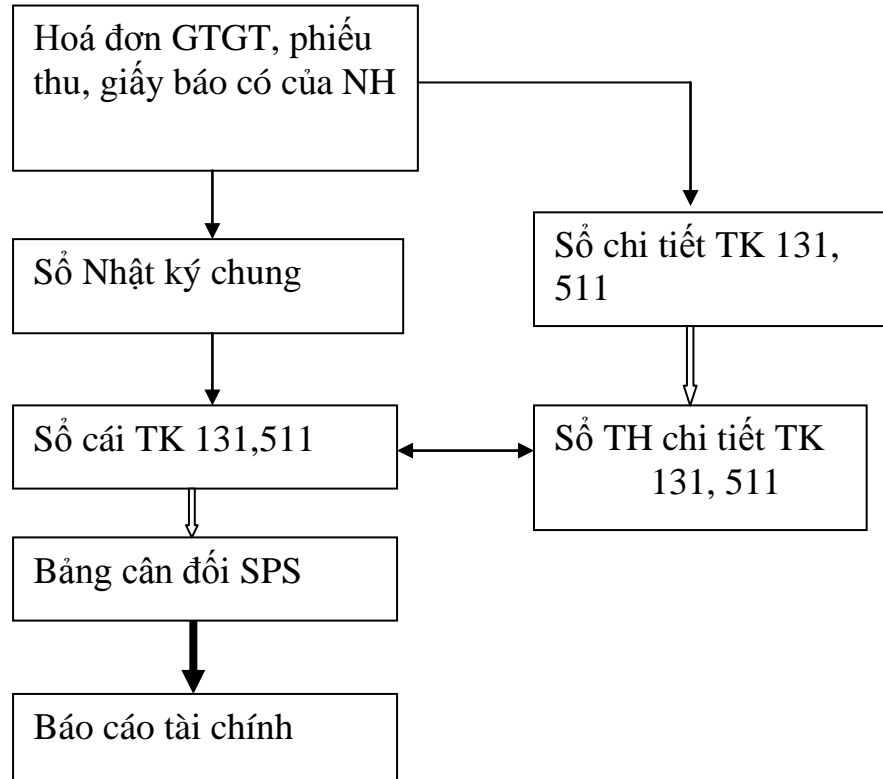 Hoá đơn GTGT, phiếu
thu, giấy báo có của NH
Sổ chi tiết TK 131,
511
Sổ Nhật ký chung
Sổ cái TK 131,511
Sổ TH chi tiết TK
131, 511
Bảng cân đối SPS
Báo cáo tài chính